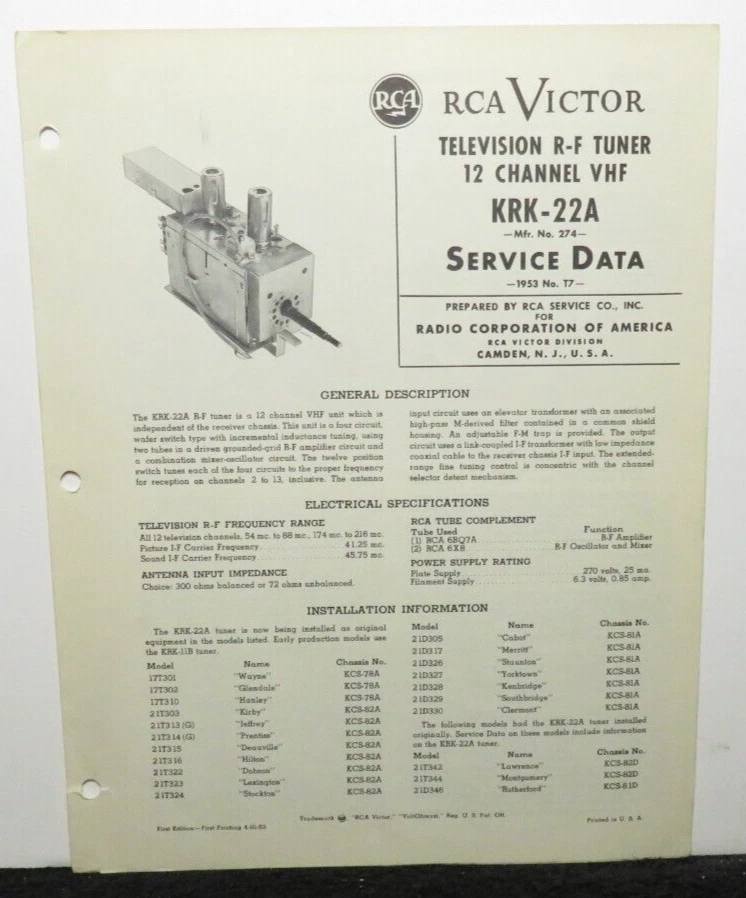 RCA
RCA VICTOR
TELEVISION R-F TUNER
12 CHANNEL VHF
KRK-22A
—Mfr. No. 274—
SERVICE DATA
—1953 No. T7—
PREPARED BY RCA SERVICE CO., INC.
FOR
RADIO CORPORATION OF AMERICA
RCA VICTOR DIVISION
CAMDEN, N. J., U. S. A.
GENERAL DESCRIPTION
The KRK-22A R-F tuner is a 12 channel VHF unit which is
independent of the receiver chassis. This unit is a four circuit,
wafer switch type with incremental inductance tuning, using
two tubes in a driven grounded-grid R-F amplifier circuit and
a combination mixer-oscillator circuit. The twelve position
switch tunes each of the four circuits to the proper frequency
for reception on channels 2 to 13, inclusive. The antenna
input circuit uses an elevator transformer with an associated
high-pass M-derived filter contained in a common shield
housing. An adjustable F-M trap is provided. The output
circuit uses a link-coupled I-F transformer with low impedance
coaxial cable to the receiver chassis I-F input. The extended-
range fine tuning control is concentric with the channel
selector detent mechanism.
ELECTRICAL SPECIFICATIONS
TELEVISION R-F FREQUENCY RANGE
All 12 television channels, 54 mc. to 88 mc., 174 mc. to 216 mc.
Picture I-F Carrier Frequency 41.25 mc.
Sound I-F Carrier Frequency 45.75 mc.
ANTENNA INPUT IMPEDANCE
Choice: 300 ohms balanced or 72 ohms unbalanced.
RCA TUBE COMPLEMENT
Tube Used Function
(1) RCA 6BQ7A R-F Amplifier
(2) RCA 6X8 R-F Oscillator and Mixer
POWER SUPPLY RATING
Plate Supply 270 volts, 25 ma.
Filament Supply 6.3 volts, 0.85 amp.
INSTALLATION INFORMATION
The KRK-22A tuner is now being installed as original
equipment in the models listed. Early production models use
the KRK-11B tuner.
Model Name Chassis No.
17T301 "Wayne" KCS-78A
17T302 "Glendale" KCS-78A
17T310 "Hanley" KCS-78A
21T303 "Kirby" KCS-82A
21T313 (G) "Jeffrey" KCS-82A
21T314 (G) "Prentiss" KCS-82A
21T315 "Deauville" KCS-82A
21T316 "Hilton" KCS-82A
21T322 "Dobson" KCS-82A
21T323 "Lexington" KCS-82A
21T324 "Stockton" KCS-82A
Model Name Chassis No.
21D305 "Cabot" KCS-81A
21D317 "Merritt" KCS-81A
21D326 "Staunton" KCS-81A
21D327 "Yorktown" KCS-81A
21D328 "Kenbridge" KCS-81A
21D329 "Southbridge" KCS-81A
21D330 "Clermont" KCS-81A
The following models had the KRK-22A tuner installed
originally. Service Data on these models include information
on the KRK-22A tuner.
Model Name Chassis No.
21T342 "Lawrence" KCS-82D
21T344 "Montgomery" KCS-82D
21D346 "Rutherford" KCS-81D
Trademark "RCA Victor," "VoltOhmyst," Reg. U. S. Pat. Off.
First Edition—First Printing
Printed in U. S. A.